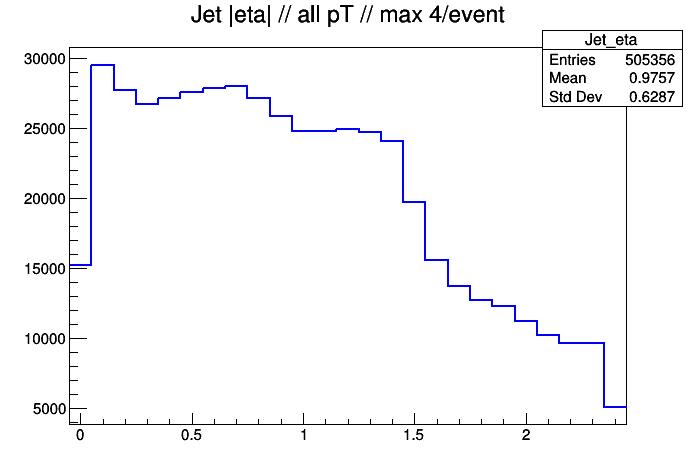 Jet |eta| // all pT // max 4/event
Jet_eta
Entries 505356
Mean 0.9757
Std Dev 0.6287
30000
25000
20000
15000
10000
5000
0 0.5 1 1.5 2